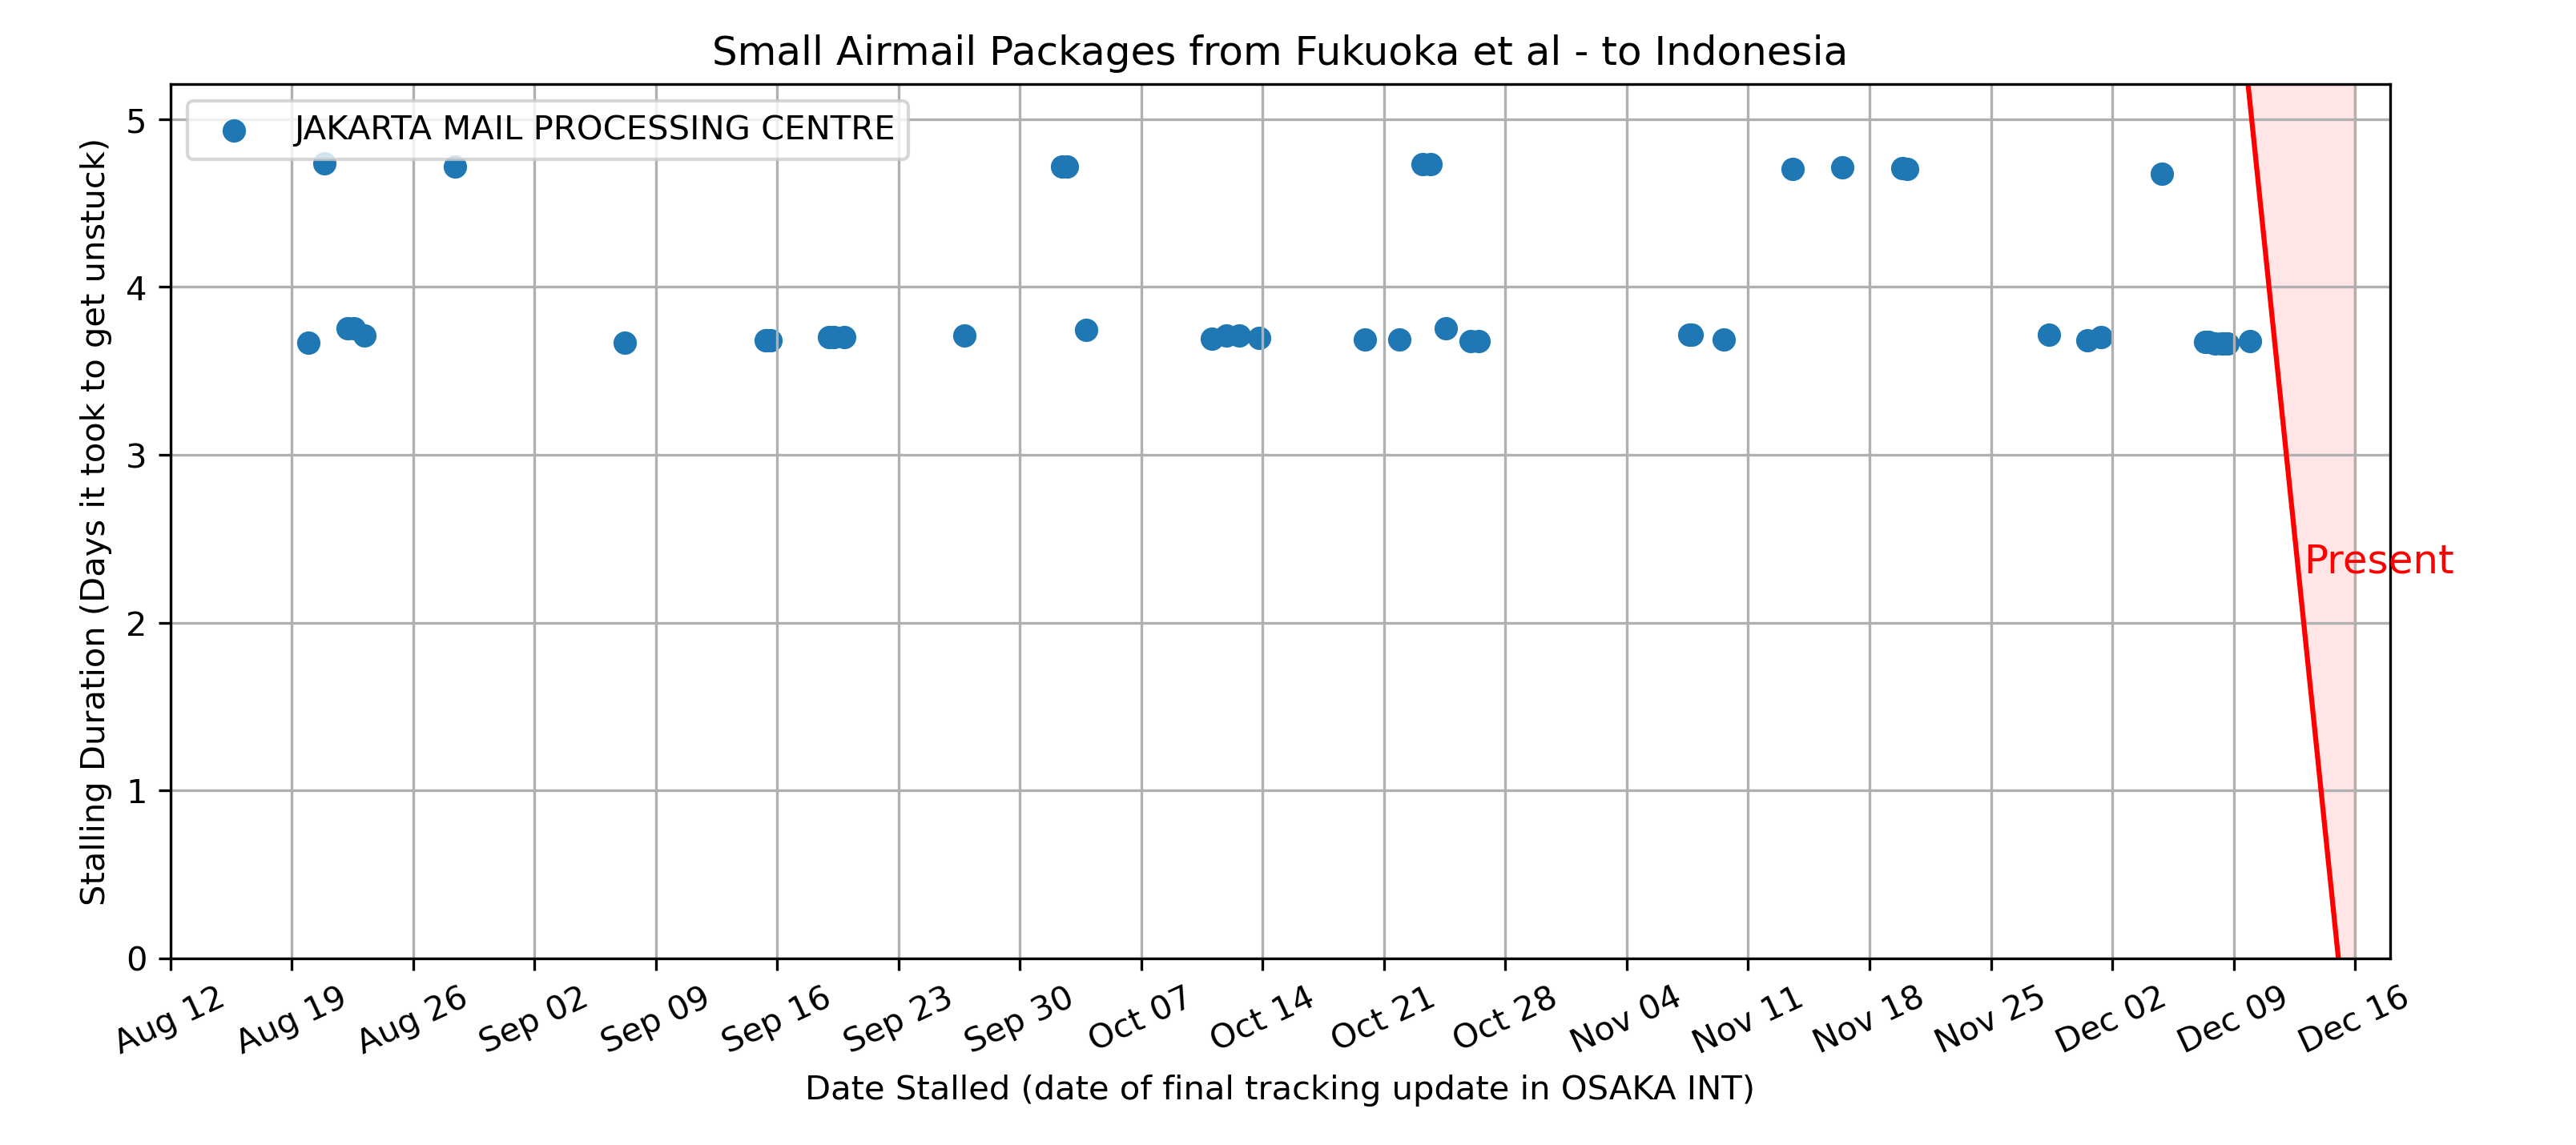 Small Airmail Packages from Fukuoka et al - to Indonesia
JAKARTA MAIL PROCESSING CENTRE
Stalling Duration (Days it took to get unstuck)
5
4
3
2
1
0
Present
Aug 12
Aug 19
Aug 26
Sep 02
Sep 09
Sep 16
Sep 23
Sep 30
Oct 07
Oct 14
Oct 21
Oct 28
Nov 04
Nov 11
Nov 18
Nov 25
Dec 02
Dec 09
Dec 16
Date Stalled (date of final tracking update in OSAKA INT)